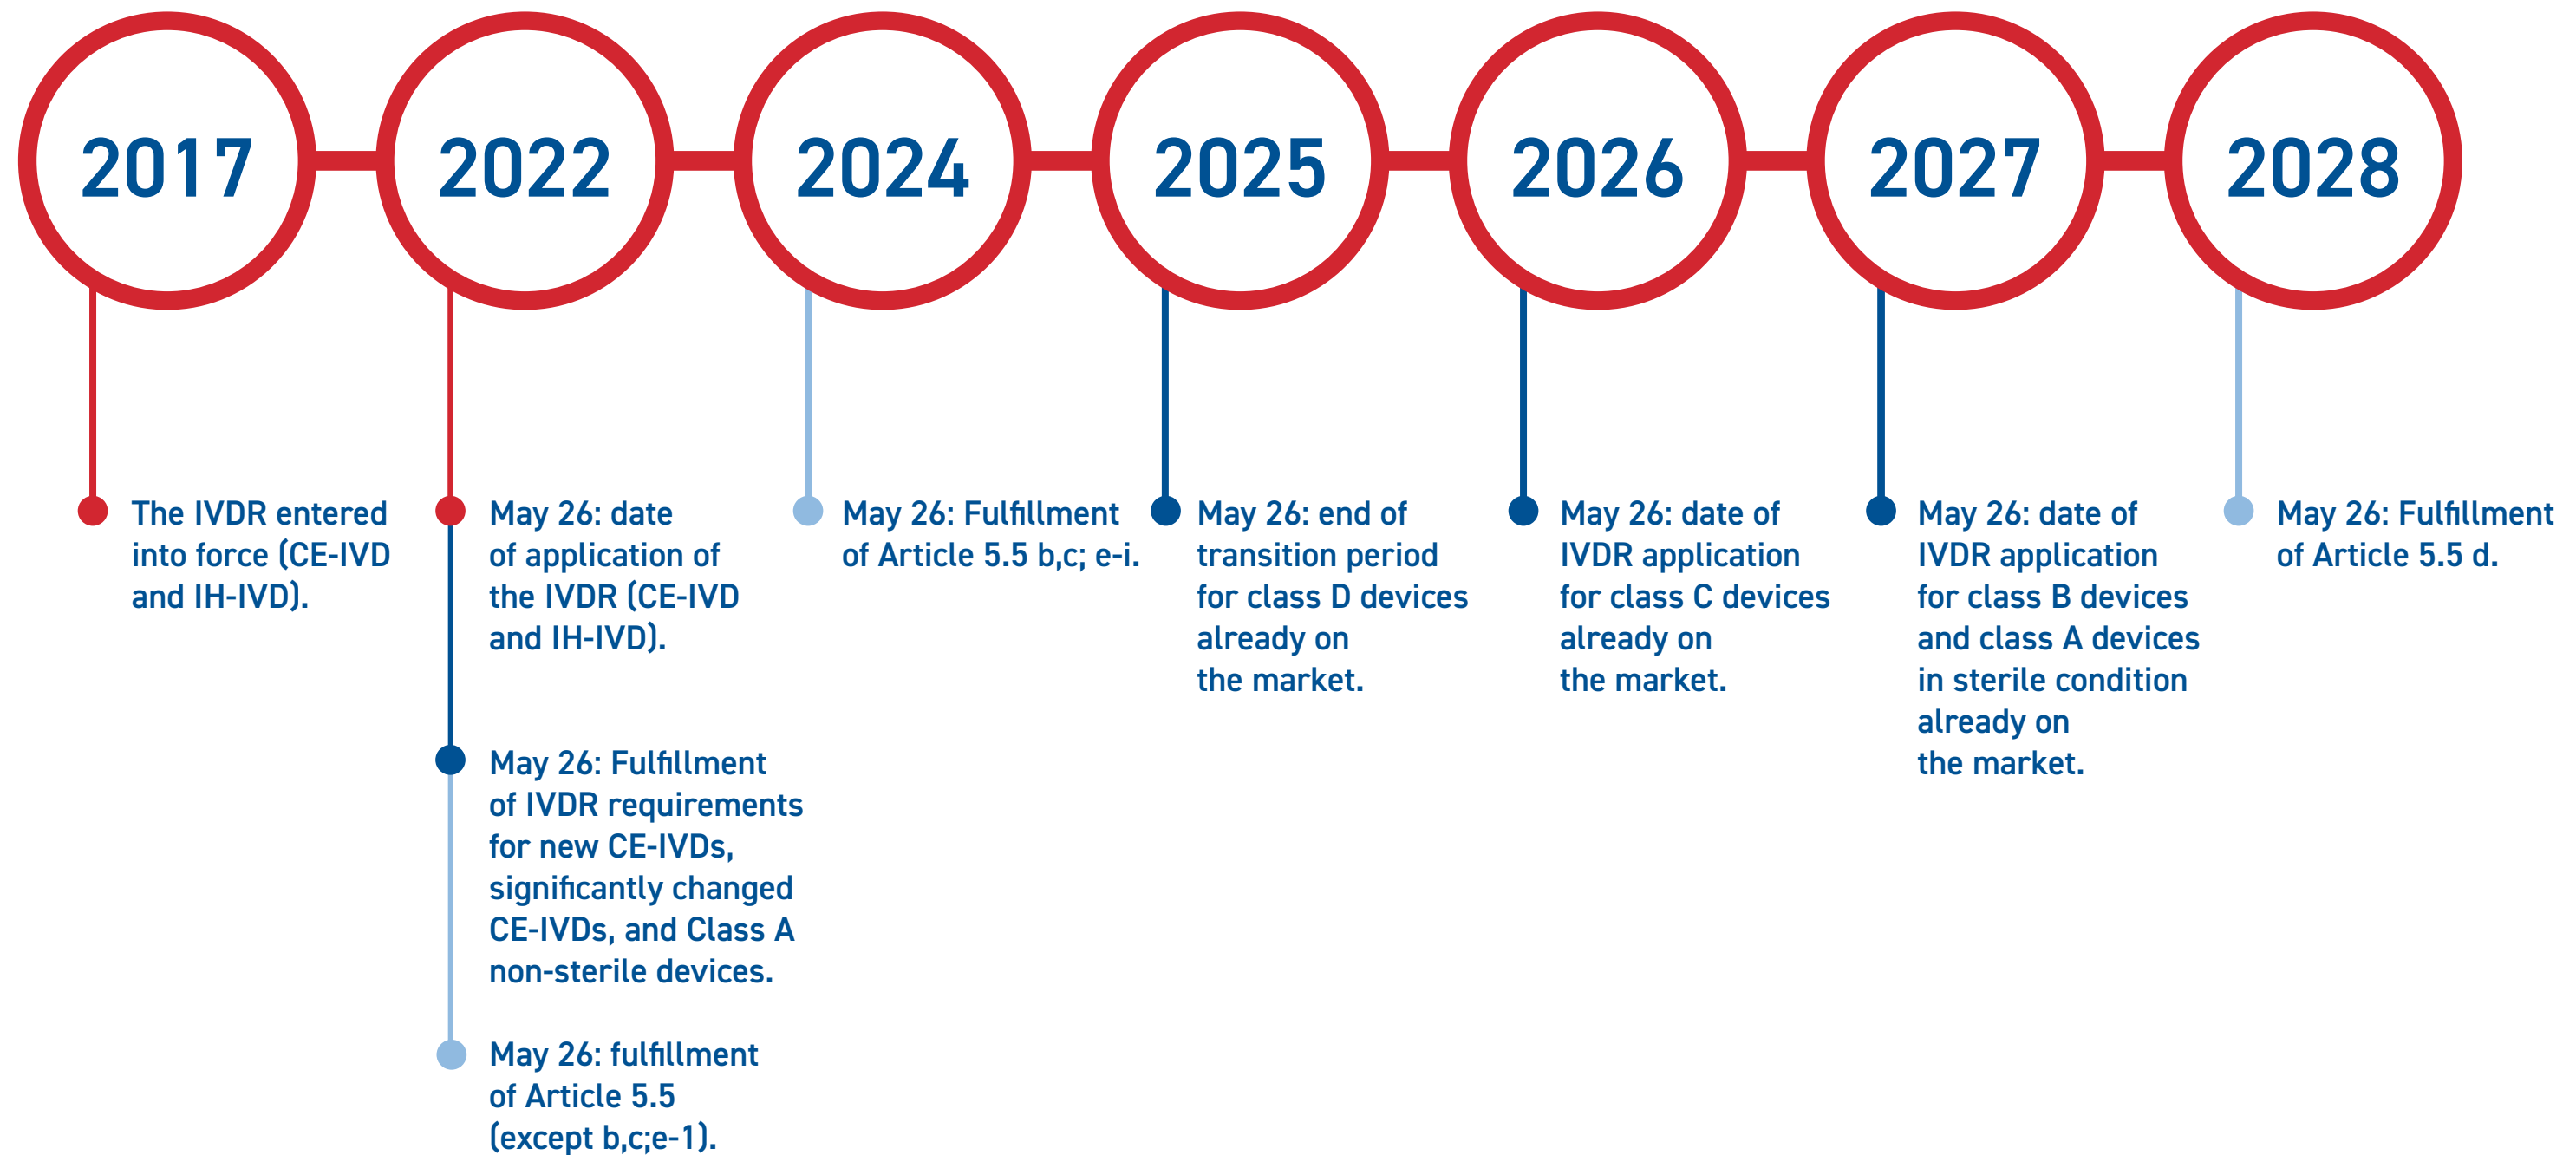 2017
2022
2024
2025
2026
2027
2028
The IVDR entered
into force (CE-IVD
and IH-IVD).
May 26: date
of application of
the IVDR (CE-IVD
and IH-IVD).
May 26: Fulfillment
of IVDR requirements
for new CE-IVDs,
significantly changed
CE-IVDs, and Class A
non-sterile devices.
May 26: fulfillment
of Article 5.5
(except b,c;e-1).
May 26: Fulfillment
of Article 5.5 b,c; e-i.
May 26: end of
transition period
for class D devices
already on
the market.
May 26: date of
IVDR application
for class C devices
already on
the market.
May 26: date of
IVDR application
for class B devices
and class A devices
in sterile condition
already on
the market.
May 26: Fulfillment
of Article 5.5 d.